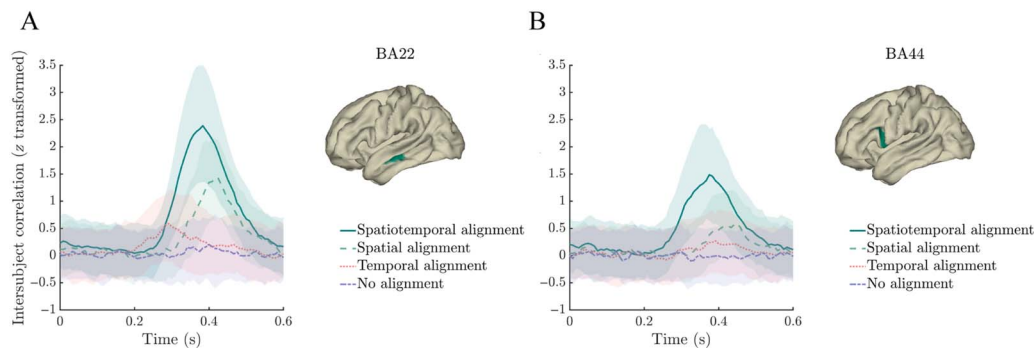 A
BA22
Intersubject correlation (z transformed)
3.5
3
2.5
2
1.5
1
0.5
0
-0.5
-1
0
0.2
0.4
0.6
Time (s)
Spatiotemporal alignment
Spatial alignment
Temporal alignment
No alignment
B
BA44
3.5
3
2.5
2
1.5
1
0.5
0
-0.5
-1
0
0.2
0.4
0.6
Time (s)
Spatiotemporal alignment
Spatial alignment
Temporal alignment
No alignment